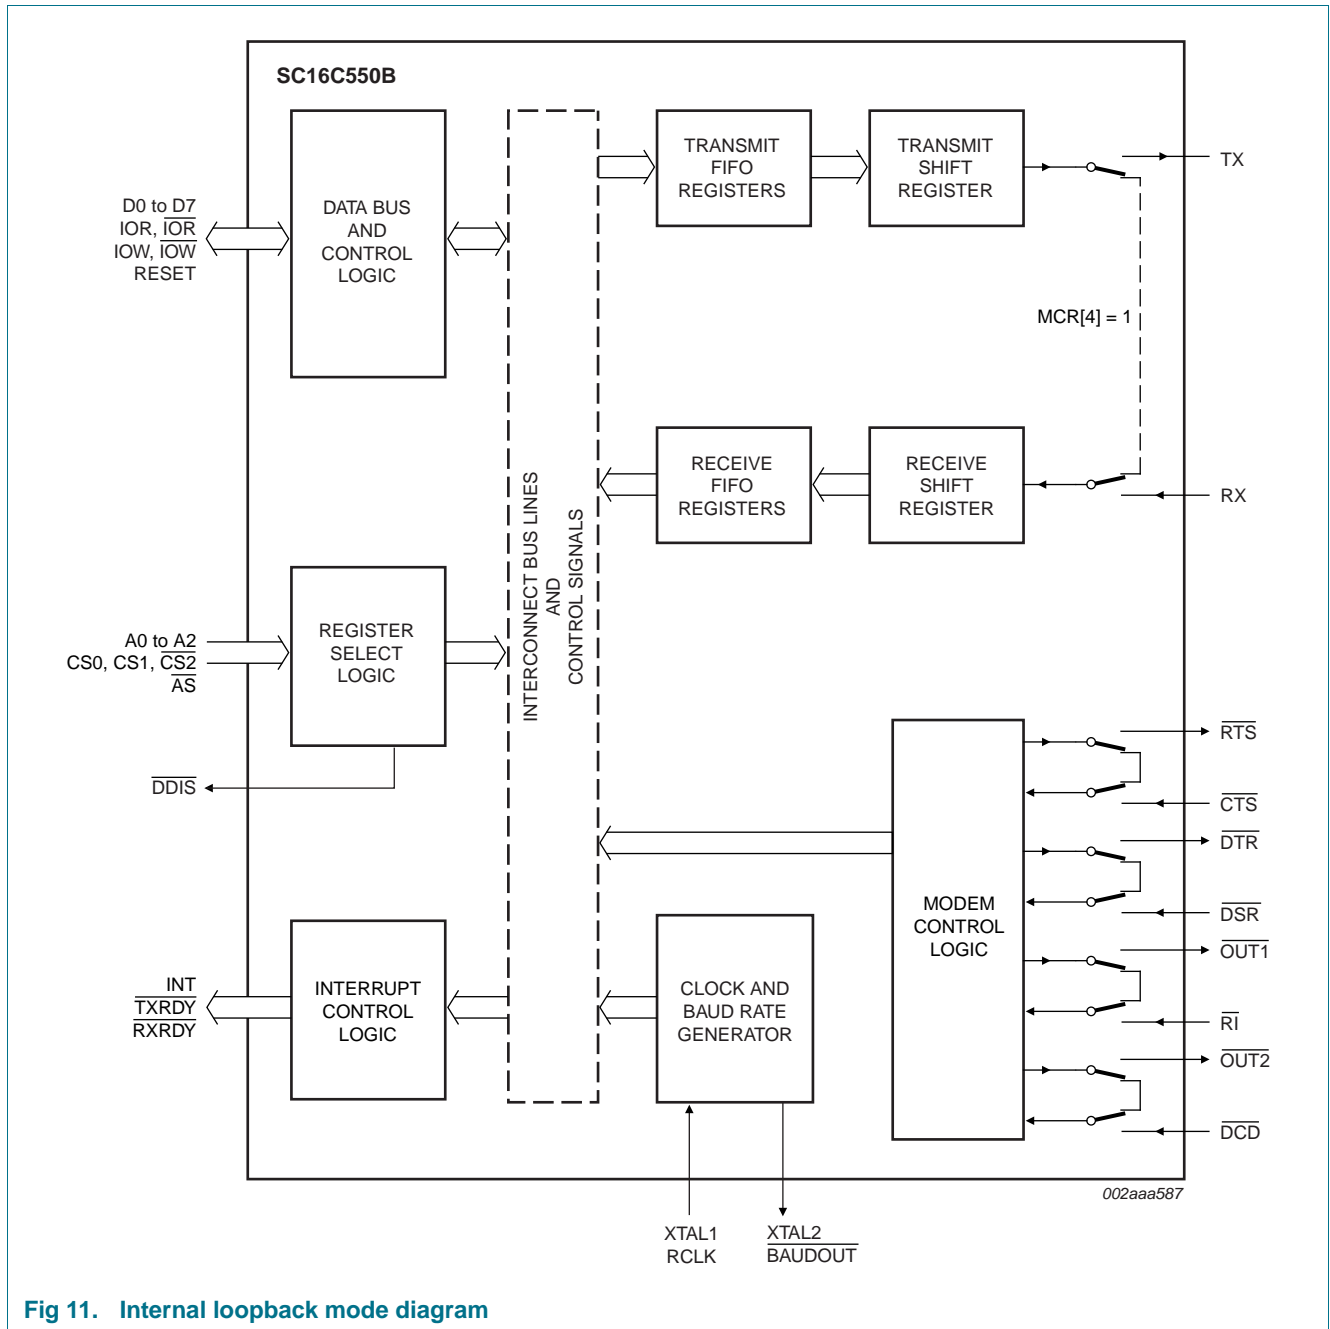 SC16C550B
D0 to D7
IOR, IOR
IOW, IOW
RESET
DATA BUS
AND
CONTROL
LOGIC
TRANSMIT
FIFO
REGISTERS
TRANSMIT
SHIFT
REGISTER
TX
MCR[4] = 1
RECEIVE
FIFO
REGISTERS
RECEIVE
SHIFT
REGISTER
RX
INTERCONNECT BUS LINES
AND
CONTROL SIGNALS
A0 to A2
CS0, CS1, CS2
AS
REGISTER
SELECT
LOGIC
DDIS
INT
TXRDY
RXRDY
INTERRUPT
CONTROL
LOGIC
CLOCK AND
BAUD RATE
GENERATOR
MODEM
CONTROL
LOGIC
RTS
CTS
DTR
DSR
OUT1
RI
OUT2
DCD
XTAL1
RCLK
XTAL2
BAUDOUT
002aaa587
Fig 11. Internal loopback mode diagram